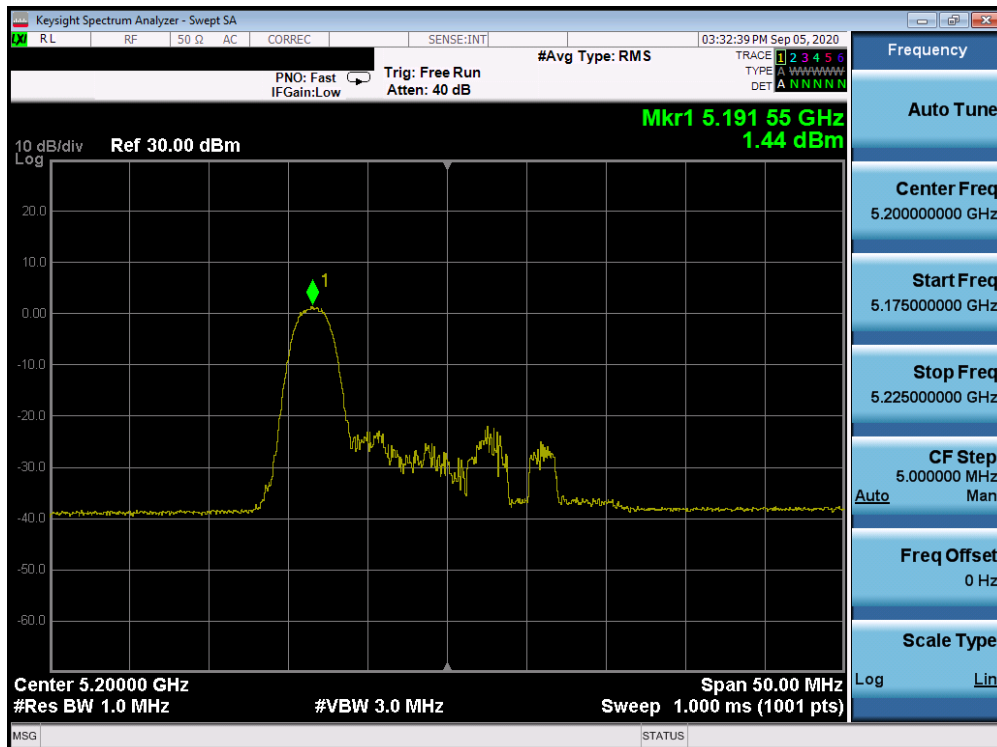 Keysight Spectrum Analyzer - Swept SA
LXI RL RF 50 Ω AC CORREC SENSE:INT 03:32:39 PM Sep 05, 2020
#Avg Type: RMS
TRACE 1 2 3 4 5 6
TYPE A WWWWW
DET A N N N N N
PNO: Fast
IFGain:Low
Trig: Free Run
Atten: 40 dB
Mkr1 5.191 55 GHz
1.44 dBm
10 dB/div Ref 30.00 dBm
Log
20.0
10.0
0.00
-10.0
-20.0
-30.0
-40.0
-50.0
-60.0
1
Center 5.20000 GHz Span 50.00 MHz
#Res BW 1.0 MHz #VBW 3.0 MHz Sweep 1.000 ms (1001 pts)
MSG STATUS
Frequency
Auto Tune
Center Freq
5.200000000 GHz
Start Freq
5.175000000 GHz
Stop Freq
5.225000000 GHz
CF Step
5.000000 MHz
Auto Man
Freq Offset
0 Hz
Scale Type
Log Lin